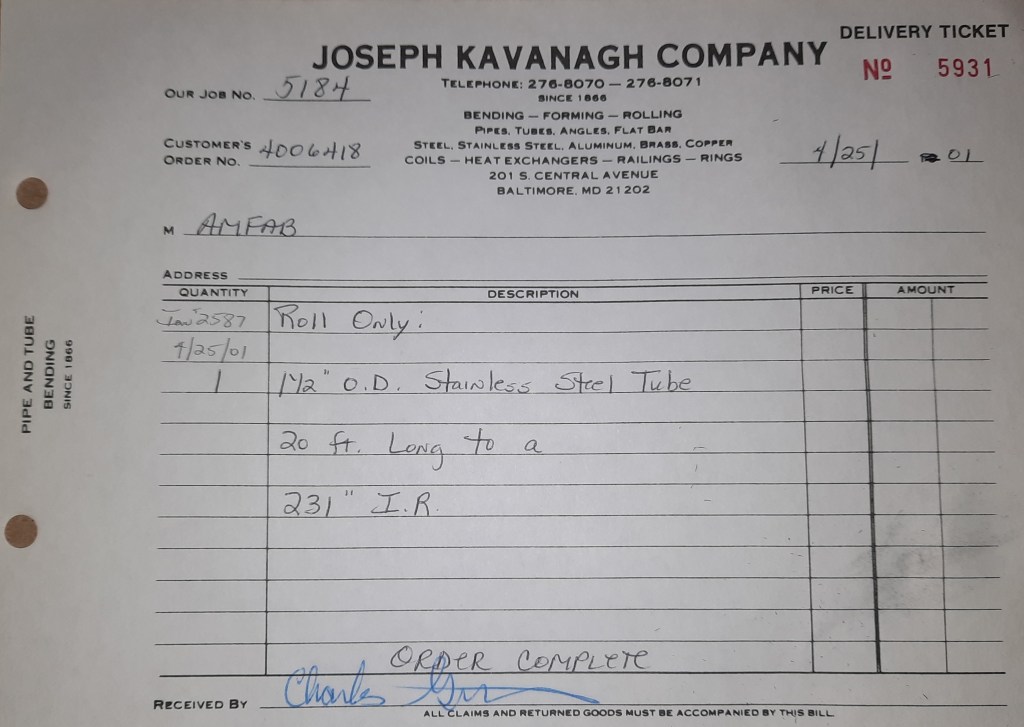 DELIVERY TICKET
JOSEPH KAVANAGH COMPANY
Nº 5931
TELEPHONE: 276-8070 — 276-8071
SINCE 1866
OUR JOB NO. 5184
BENDING — FORMING — ROLLING
PIPES, TUBES, ANGLES, FLAT BAR
STEEL, STAINLESS STEEL, ALUMINUM, BRASS, COPPER
COILS — HEAT EXCHANGERS — RAILINGS — RINGS
201 S. CENTRAL AVENUE
BALTIMORE, MD 21202
CUSTOMER'S
ORDER NO. 4006418
4/25/ 01
M AMFAB
ADDRESS
QUANTITY DESCRIPTION PRICE AMOUNT
2587 Roll Only:
4/25/01
1 1 1/2" O.D. Stainless Steel Tube
20 ft. Long to a
231" I.R.
ORDER COMPLETE
RECEIVED BY Charles
ALL CLAIMS AND RETURNED GOODS MUST BE ACCOMPANIED BY THIS BILL
PIPE AND TUBE
BENDING
SINCE 1866